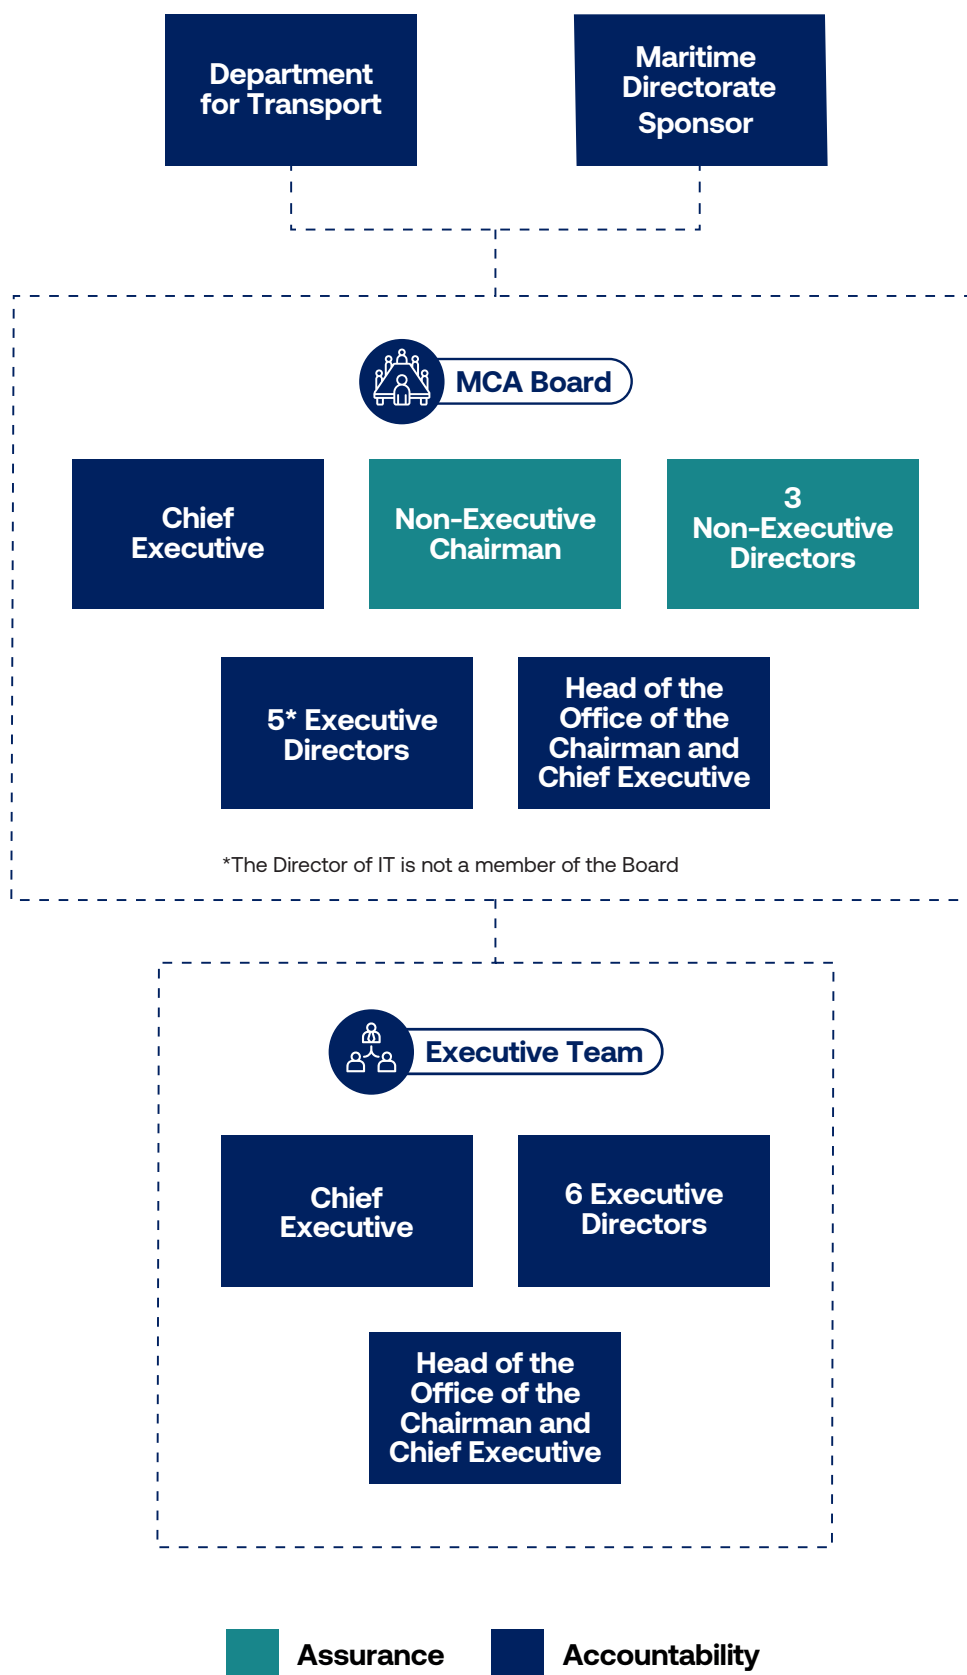 Department
for Transport
Maritime
Directorate
Sponsor
MCA Board
Chief
Executive
Non-Executive
Chairman
3
Non-Executive
Directors
5* Executive
Directors
Head of the
Office of the
Chairman and
Chief Executive
*The Director of IT is not a member of the Board
Executive Team
Chief
Executive
6 Executive
Directors
Head of the
Office of the
Chairman and
Chief Executive
Assurance
Accountability